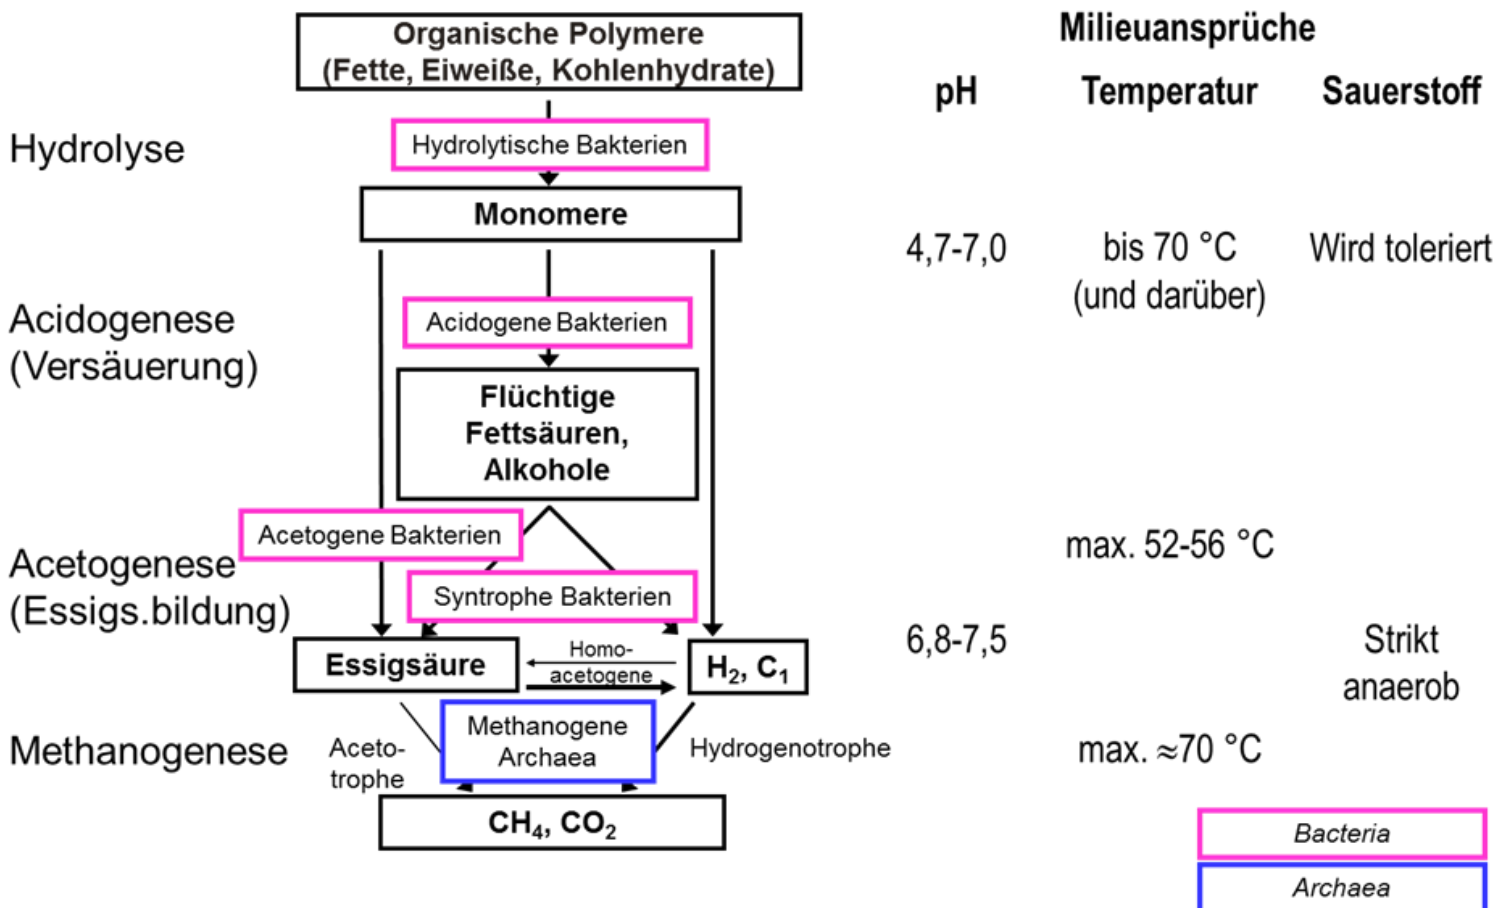 Organische Polymere
(Fette, Eiweiße, Kohlenhydrate)
Milieuansprüche
pH
Temperatur
Sauerstoff
Hydrolyse
Hydrolytische Bakterien
Monomere
4,7-7,0
bis 70 °C
(und darüber)
Wird toleriert
Acidogenese
(Versäuerung)
Acidogene Bakterien
Flüchtige
Fettsäuren,
Alkohole
Acetogenese
(Essigs.bildung)
Acetogene Bakterien
Syntrophe Bakterien
max. 52-56 °C
Essigsäure
Homo-
acetogene
H₂, C₁
6,8-7,5
Strikt
anaerob
Methanogenese
Aceto-
trophe
Methanogene
Archaea
Hydrogenotrophe
max. ≈70 °C
CH₄, CO₂
Bacteria
Archaea